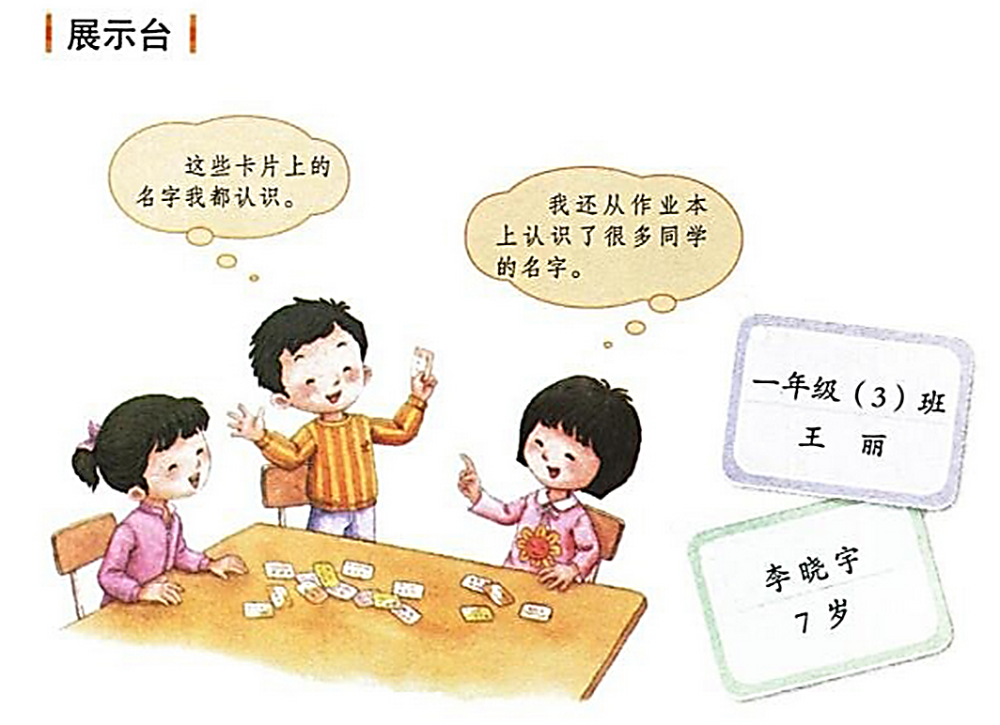 展示台
这些卡片上的
名字我都认识。
我还从作业本
上认识了很多同学
的名字。
一年级（3）班
王 丽
李晓宇
7 岁